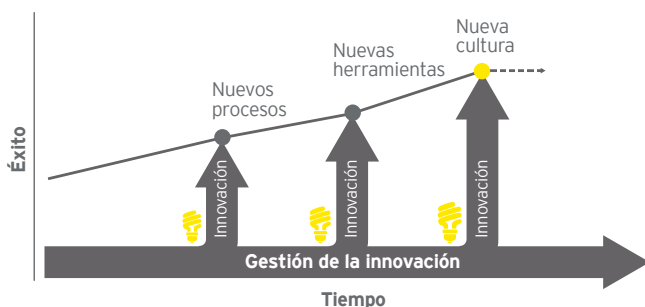 Nueva
cultura
Nuevas
herramientas
Nuevos
procesos
Éxito
Innovación
Innovación
Innovación
Gestión de la innovación
Tiempo